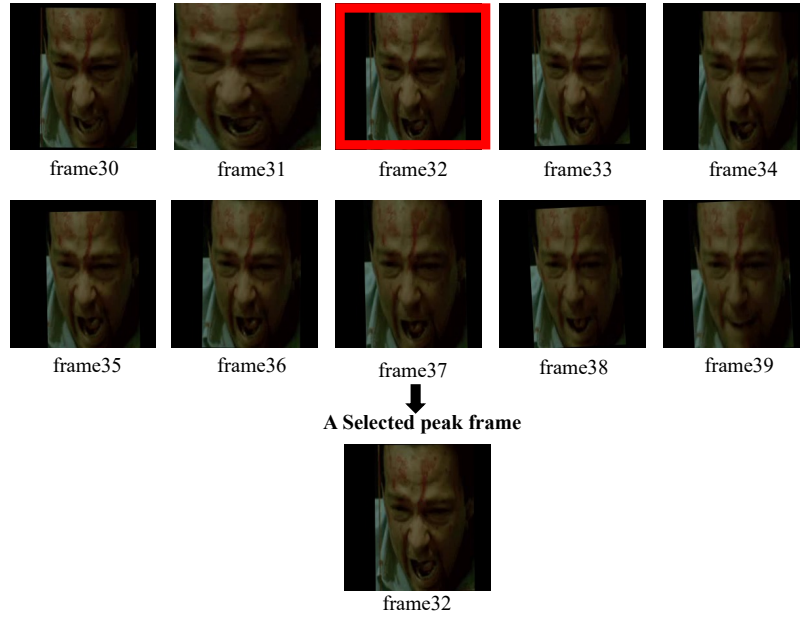 frame30 frame31 frame32 frame33 frame34
frame35 frame36 frame37 frame38 frame39
A Selected peak frame
frame32